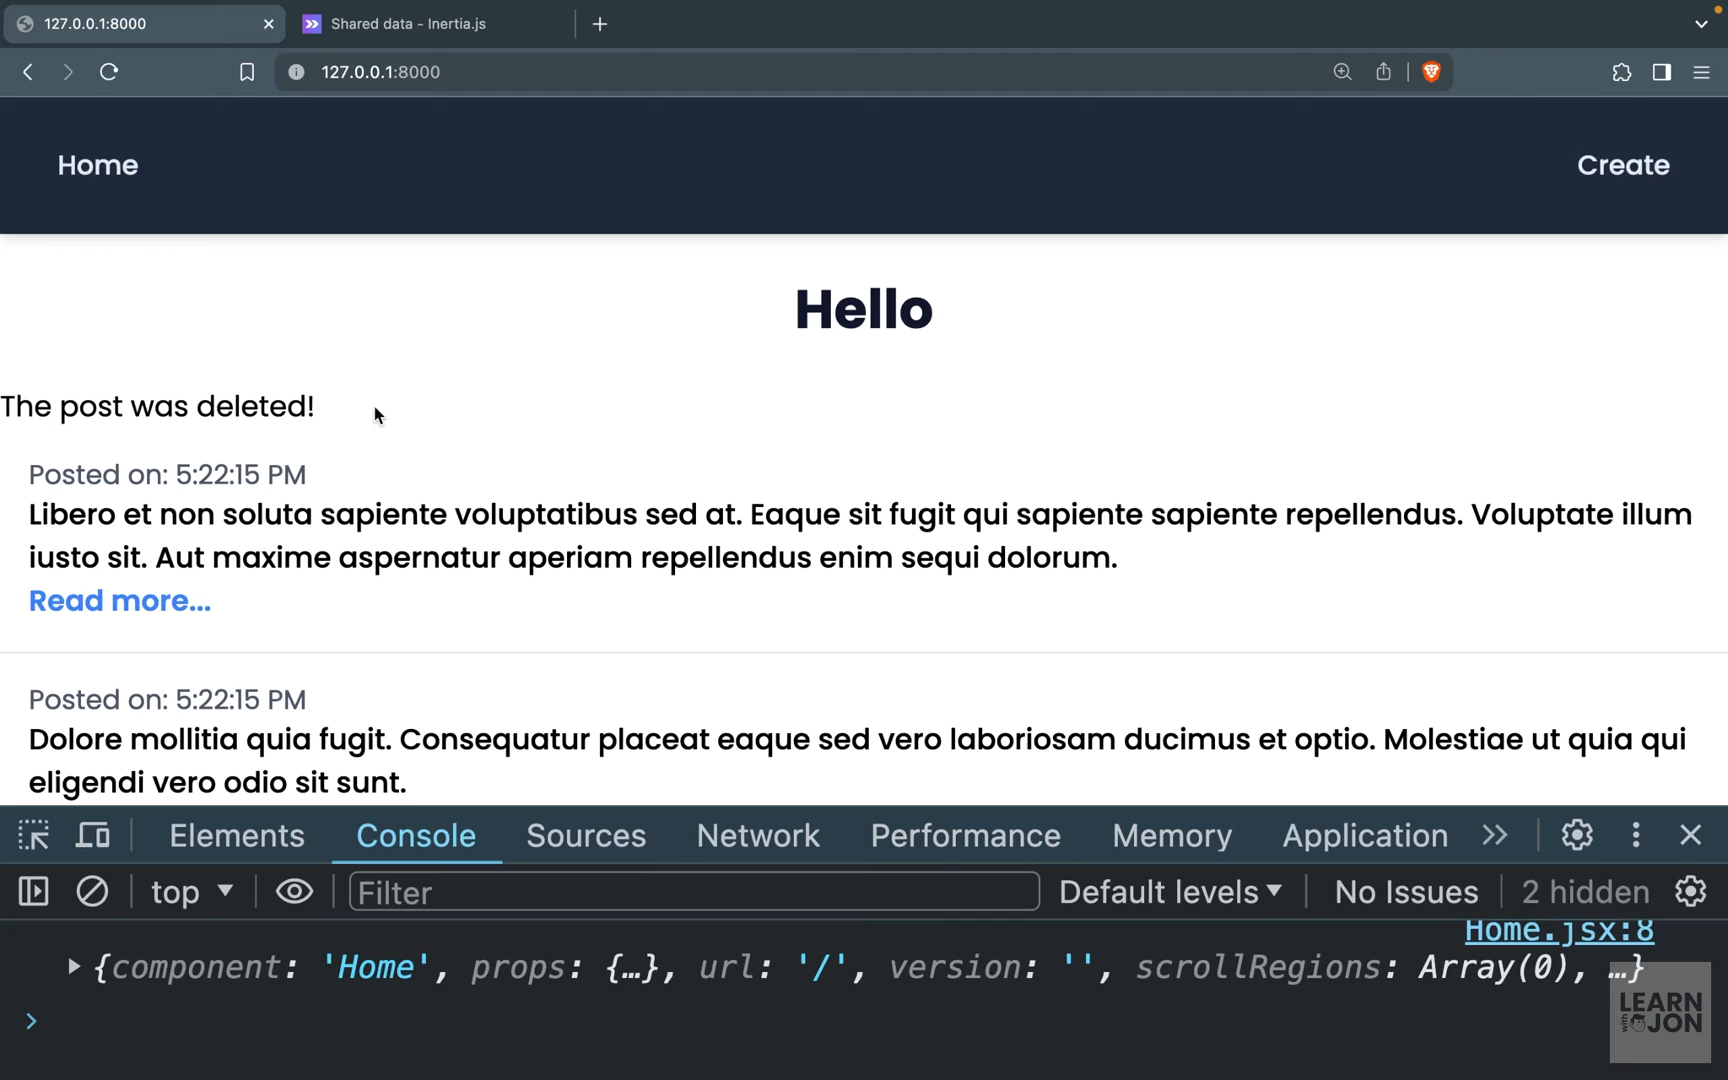 127.0.0.1:8000
Shared data - Inertia.js
127.0.0.1:8000
Home
Create
Hello
The post was deleted!
Posted on: 5:22:15 PM
Libero et non soluta sapiente voluptatibus sed at. Eaque sit fugit qui sapiente sapiente repellendus. Voluptate illum
iusto sit. Aut maxime aspernatur aperiam repellendus enim sequi dolorum.
Read more...
Posted on: 5:22:15 PM
Dolore mollitia quia fugit. Consequatur placeat eaque sed vero laboriosam ducimus et optio. Molestiae ut quia qui
eligendi vero odio sit sunt.
Elements Console Sources Network Performance Memory Application
top Filter Default levels No Issues 2 hidden
Home.jsx:8
{component: 'Home', props: {…}, url: '/', version: '', scrollRegions: Array(0), …}
LEARN
with JON